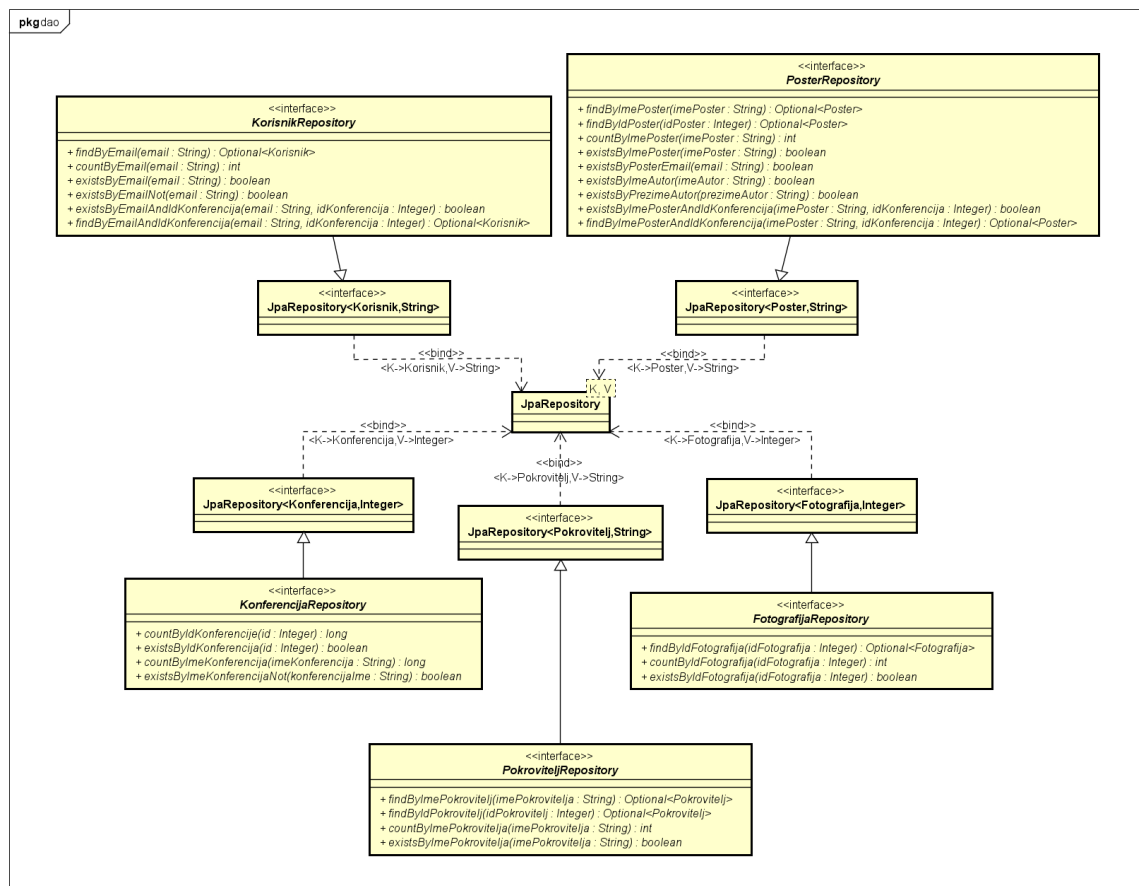 pkg dao
<<interface>>
KorisnikRepository
+ findByEmail(email : String) : Optional<Korisnik>
+ countByEmail(email : String) : int
+ existsByEmail(email : String) : boolean
+ existsByEmailNot(email : String) : boolean
+ existsByEmailAndIdKonferencija(email : String, idKonferencija : Integer) : boolean
+ findByEmailAndIdKonferencija(email : String, idKonferencija : Integer) : Optional<Korisnik>
<<interface>>
PosterRepository
+ findByImePoster(imePoster : String) : Optional<Poster>
+ findByIdPoster(idPoster : Integer) : Optional<Poster>
+ countByImePoster(imePoster : String) : int
+ existsByImePoster(imePoster : String) : boolean
+ existsByPosterEmail(email : String) : boolean
+ existsByImeAutor(imeAutor : String) : boolean
+ existsByPrezimeAutor(prezimeAutor : String) : boolean
+ existsByImePosterAndIdKonferencija(imePoster : String, idKonferencija : Integer) : boolean
+ findByImePosterAndIdKonferencija(imePoster : String, idKonferencija : Integer) : Optional<Poster>
<<interface>>
JpaRepository<Korisnik,String>
<<interface>>
JpaRepository<Poster,String>
<<bind>>
<K->Korisnik,V->String>
<<bind>>
<K->Poster,V->String>
K, V
JpaRepository
<<bind>>
<K->Konferencija,V->Integer>
<<bind>>
<K->Pokrovitelj,V->String>
<<bind>>
<K->Fotografija,V->Integer>
<<interface>>
JpaRepository<Konferencija,Integer>
<<interface>>
JpaRepository<Pokrovitelj,String>
<<interface>>
JpaRepository<Fotografija,Integer>
<<interface>>
KonferencijaRepository
+ countByIdKonferencije(id : Integer) : long
+ existsByIdKonferencija(id : Integer) : boolean
+ countByImeKonferencija(imeKonferencija : String) : long
+ existsByImeKonferencijaNot(konferencijaIme : String) : boolean
<<interface>>
FotografijaRepository
+ findByIdFotografija(idFotografija : Integer) : Optional<Fotografija>
+ countByIdFotografija(idFotografija : Integer) : int
+ existsByIdFotografija(idFotografija : Integer) : boolean
<<interface>>
PokroviteljRepository
+ findByImePokrovitelj(imePokrovitelja : String) : Optional<Pokrovitelj>
+ findByIdPokrovitelj(idPokrovitelj : Integer) : Optional<Pokrovitelj>
+ countByImePokrovitelja(imePokrovitelja : String) : int
+ existsByImePokrovitelja(imePokrovitelja : String) : boolean